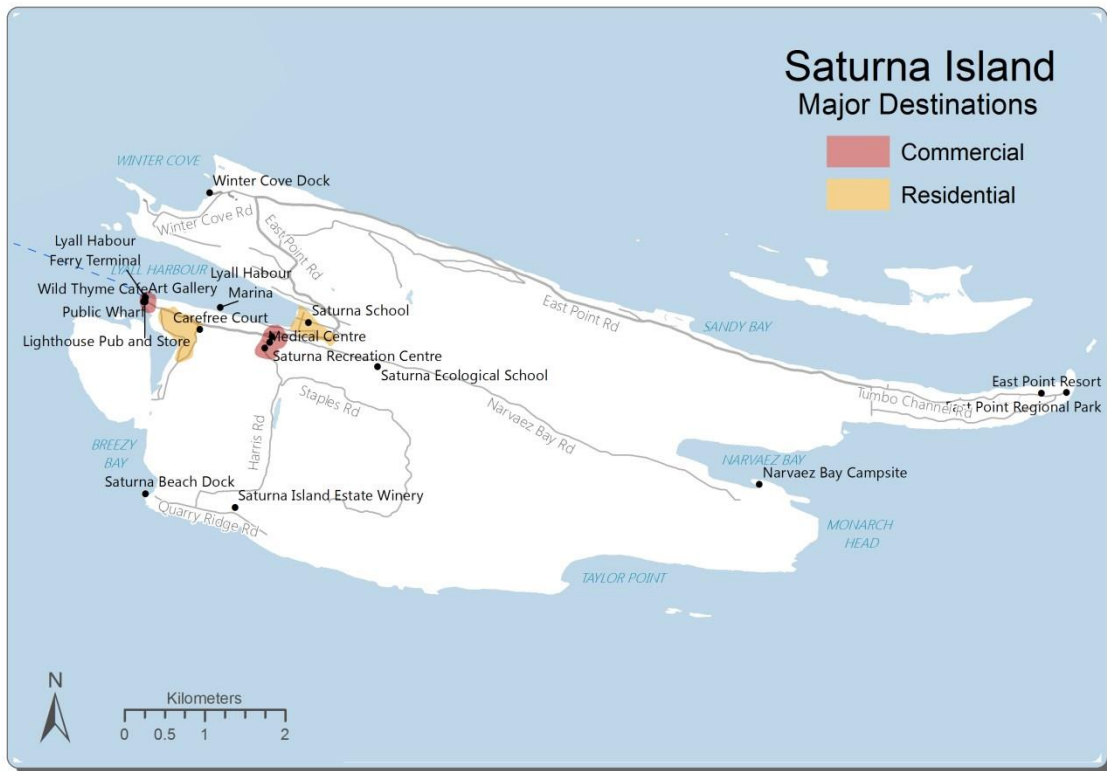 Saturna Island
Major Destinations
Commercial
Residential
WINTER COVE
Winter Cove Dock
Winter Cove Rd
East Point Rd
Lyall Habour
Ferry Terminal
LYALL HARBOUR
Lyall Habour
Marina
Wild Thyme Cafe
Art Gallery
Public Wharf
Carefree Court
Saturna School
Lighthouse Pub and Store
Medical Centre
Saturna Recreation Centre
Saturna Ecological School
East Point Rd
SANDY BAY
East Point Resort
Tumbo Channel Rd
Point Regional Park
Staples Rd
Harris Rd
Narvaez Bay Rd
BREEZY
BAY
NARVAEZ BAY
Narvaez Bay Campsite
Saturna Beach Dock
Saturna Island Estate Winery
Quarry Ridge Rd
MONARCH
HEAD
TAYLOR POINT
N
Kilometers
0 0.5 1 2